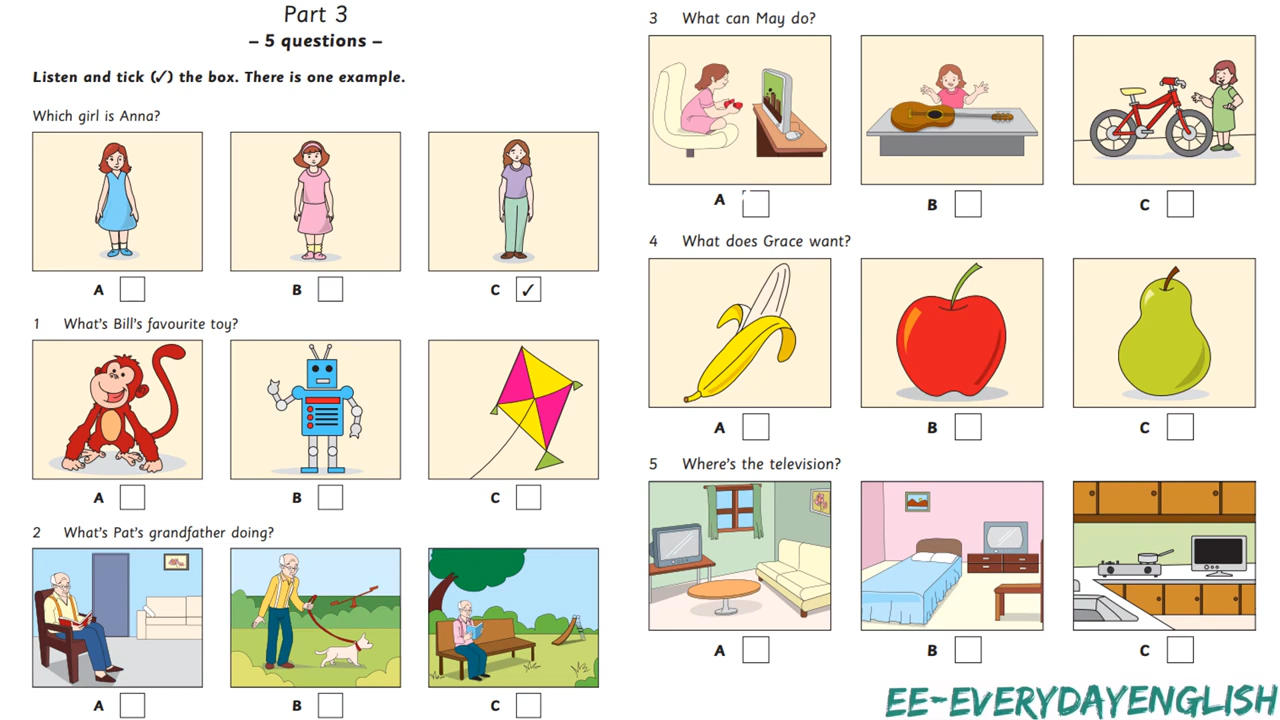 Part 3
– 5 questions –
Listen and tick (✓) the box. There is one example.
Which girl is Anna?
A
B
C ✓
1 What's Bill's favourite toy?
A
B
C
2 What's Pat's grandfather doing?
A
B
C
3 What can May do?
A
B
C
4 What does Grace want?
A
B
C
5 Where's the television?
A
B
C
EE-EVERYDAYENGLISH